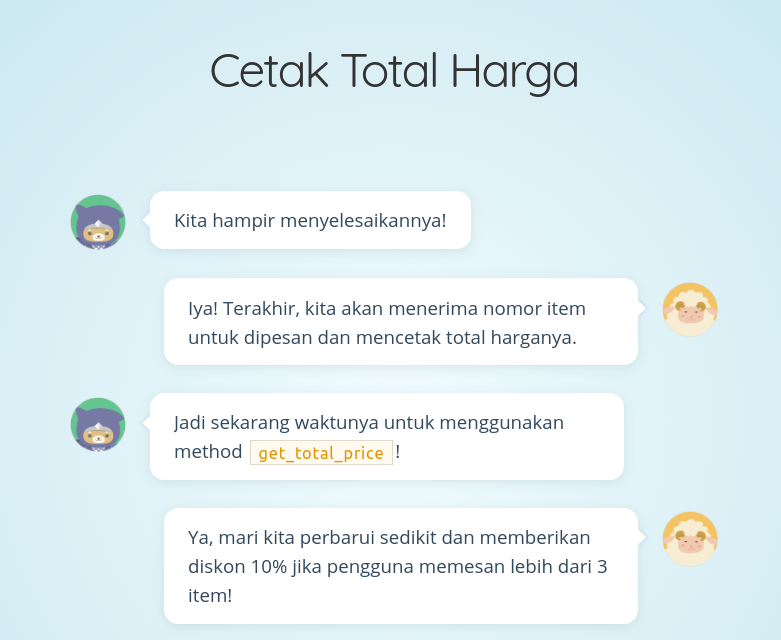 Cetak Total Harga
Kita hampir menyelesaikannya!
Iya! Terakhir, kita akan menerima nomor item
untuk dipesan dan mencetak total harganya.
Jadi sekarang waktunya untuk menggunakan
method get_total_price!
Ya, mari kita perbarui sedikit dan memberikan
diskon 10% jika pengguna memesan lebih dari 3
item!